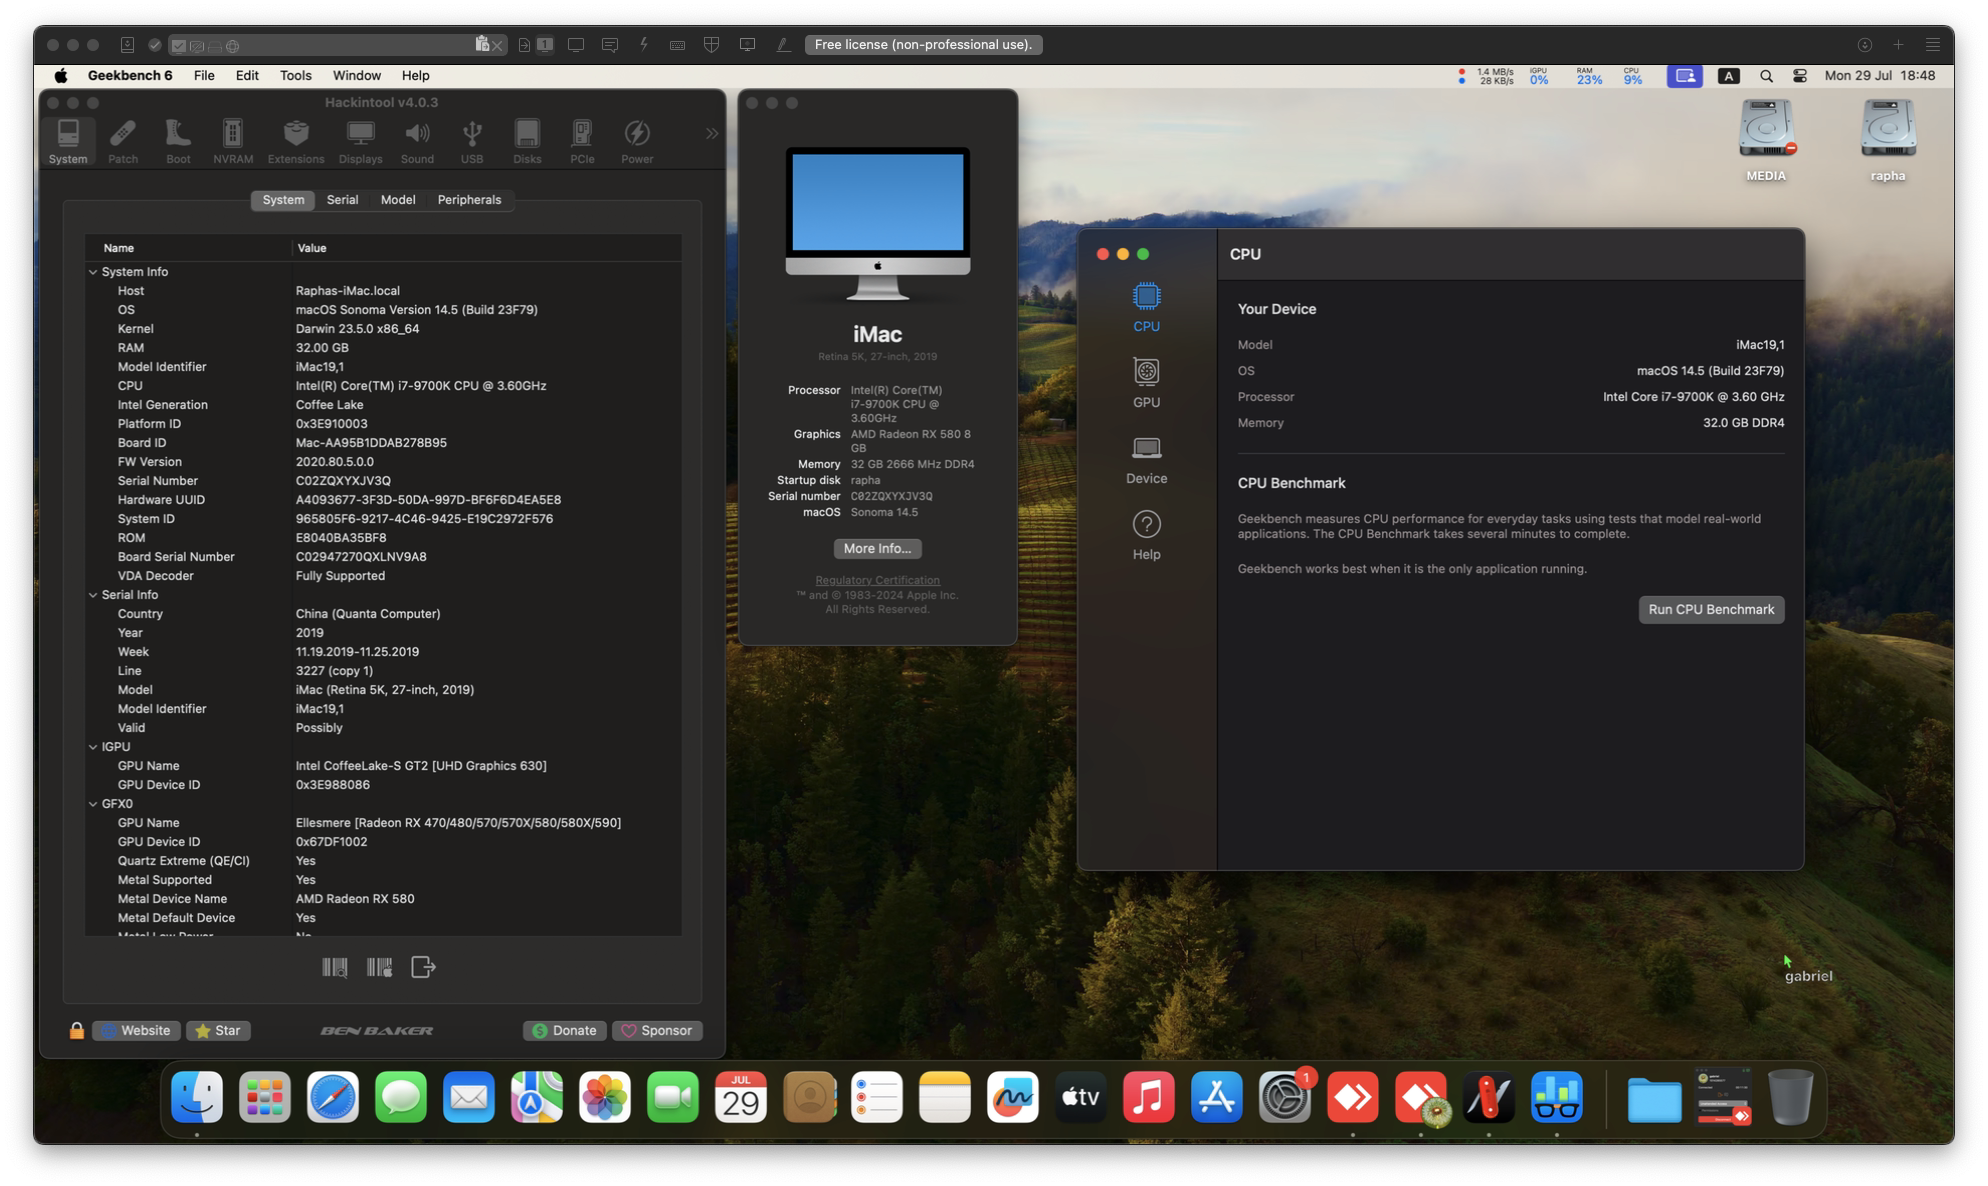 1
Free license (non-professional use).
Geekbench 6 File Edit Tools Window Help
1.4 MB/s
28 KB/s
iGPU
0%
RAM
23%
CPU
9%
A
Mon 29 Jul 18:48
Hackintool v4.0.3
System Patch Boot NVRAM Extensions Displays Sound USB Disks PCIe Power
System Serial Model Peripherals
Name Value
System Info
Host Raphas-iMac.local
OS macOS Sonoma Version 14.5 (Build 23F79)
Kernel Darwin 23.5.0 x86_64
RAM 32.00 GB
Model Identifier iMac19,1
CPU Intel(R) Core(TM) i7-9700K CPU @ 3.60GHz
Intel Generation Coffee Lake
Platform ID 0x3E910003
Board ID Mac-AA95B1DDAB278B95
FW Version 2020.80.5.0.0
Serial Number C02ZQXYXJV3Q
Hardware UUID A4093677-3F3D-50DA-997D-BF6F6D4EA5E8
System ID 965805F6-9217-4C46-9425-E19C2972F576
ROM E8040BA35BF8
Board Serial Number C02947270QXLNV9A8
VDA Decoder Fully Supported
Serial Info
Country China (Quanta Computer)
Year 2019
Week 11.19.2019-11.25.2019
Line 3227 (copy 1)
Model iMac (Retina 5K, 27-inch, 2019)
Model Identifier iMac19,1
Valid Possibly
IGPU
GPU Name Intel CoffeeLake-S GT2 [UHD Graphics 630]
GPU Device ID 0x3E988086
GFX0
GPU Name Ellesmere [Radeon RX 470/480/570/570X/580/580X/590]
GPU Device ID 0x67DF1002
Quartz Extreme (QE/CI) Yes
Metal Supported Yes
Metal Device Name AMD Radeon RX 580
Metal Default Device Yes
Metal Low Power No
Website Star BEN BAKER Donate Sponsor
iMac
Retina 5K, 27-inch, 2019
Processor Intel(R) Core(TM)
i7-9700K CPU @
3.60GHz
Graphics AMD Radeon RX 580 8
GB
Memory 32 GB 2666 MHz DDR4
Startup disk rapha
Serial number C02ZQXYXJV3Q
macOS Sonoma 14.5
More Info...
Regulatory Certification
™ and © 1983-2024 Apple Inc.
All Rights Reserved.
MEDIA rapha
CPU
GPU
Device
Help
CPU
Your Device
Model iMac19,1
OS macOS 14.5 (Build 23F79)
Processor Intel Core i7-9700K @ 3.60 GHz
Memory 32.0 GB DDR4
CPU Benchmark
Geekbench measures CPU performance for everyday tasks using tests that model real-world
applications. The CPU Benchmark takes several minutes to complete.
Geekbench works best when it is the only application running.
Run CPU Benchmark
gabriel
JUL
29
tv
1